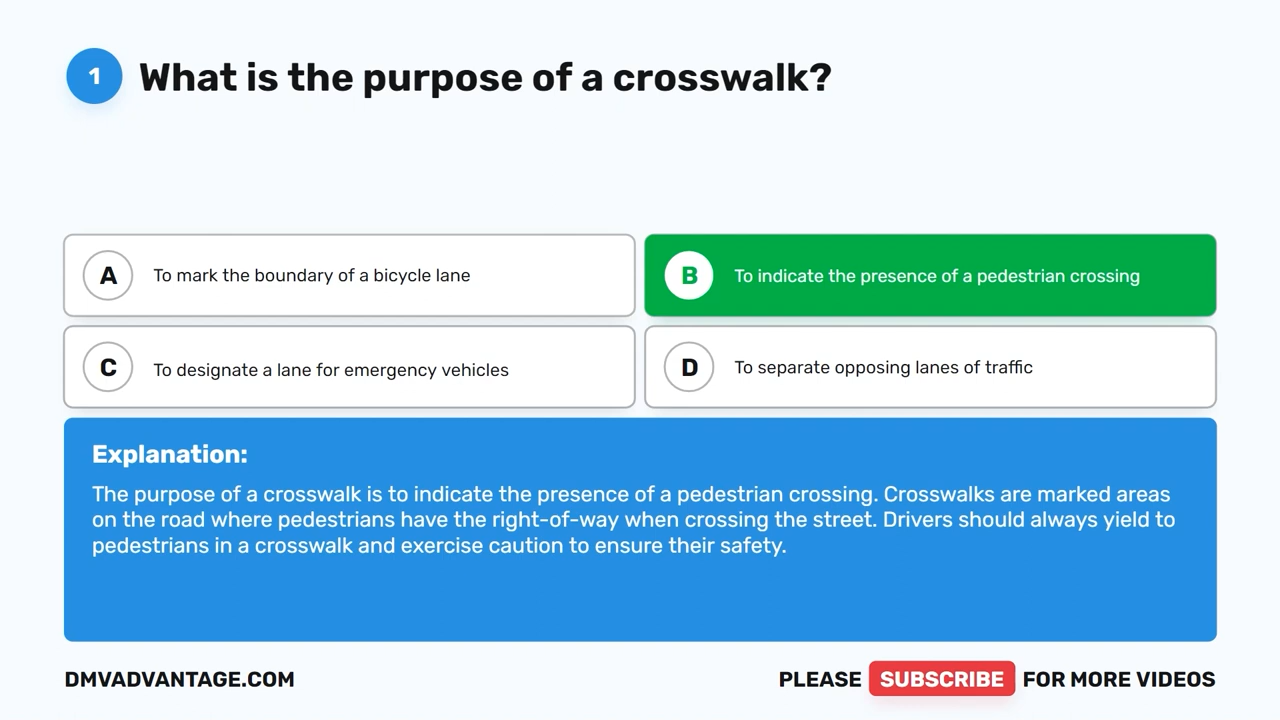 1 What is the purpose of a crosswalk?
A To mark the boundary of a bicycle lane
B To indicate the presence of a pedestrian crossing
C To designate a lane for emergency vehicles
D To separate opposing lanes of traffic
Explanation:
The purpose of a crosswalk is to indicate the presence of a pedestrian crossing. Crosswalks are marked areas
on the road where pedestrians have the right-of-way when crossing the street. Drivers should always yield to
pedestrians in a crosswalk and exercise caution to ensure their safety.
DMVADVANTAGE.COM
PLEASE SUBSCRIBE FOR MORE VIDEOS